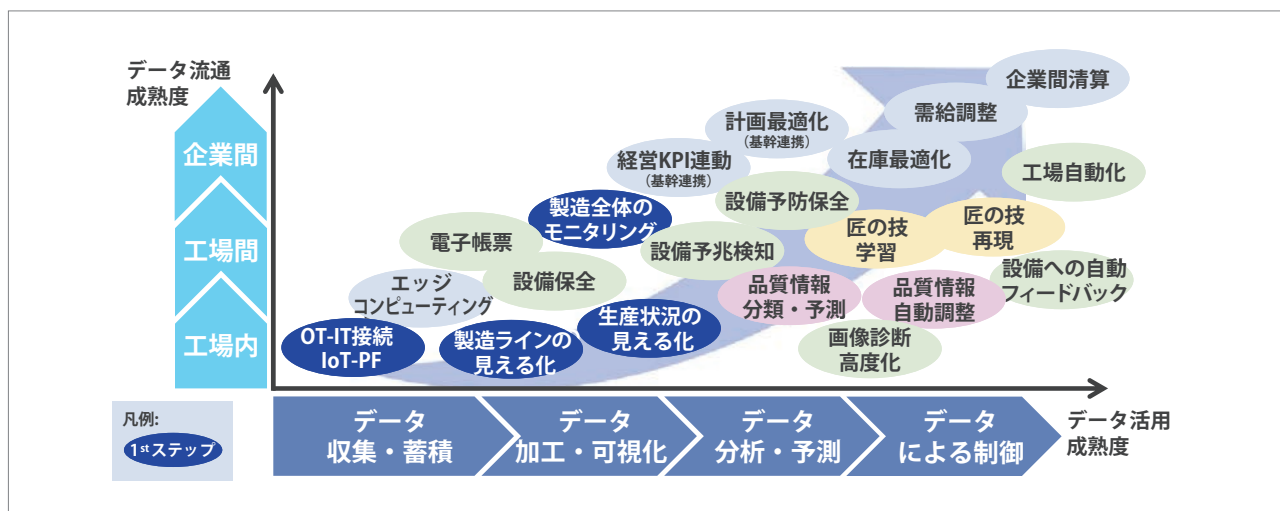 データ流通
成熟度
企業間
工場間
工場内
企業間清算
需給調整
計画最適化
(基幹連携)
在庫最適化
経営KPI連動
(基幹連携)
工場自動化
設備予防保全
製造全体の
モニタリング
匠の技
学習
匠の技
再現
電子帳票
設備予兆検知
設備への自動
フィードバック
エッジ
コンピューティング
設備保全
品質情報
分類・予測
品質情報
自動調整
OT-IT接続
IoT-PF
製造ラインの
見える化
生産状況の
見える化
画像診断
高度化
凡例:
1stステップ
データ
収集・蓄積
データ
加工・可視化
データ
分析・予測
データ
による制御
データ活用
成熟度